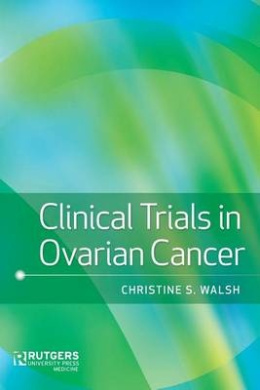 Clinical Trials in
Ovarian Cancer
CHRISTINE S. WALSH
RUTGERS
UNIVERSITY PRESS
MEDICINE